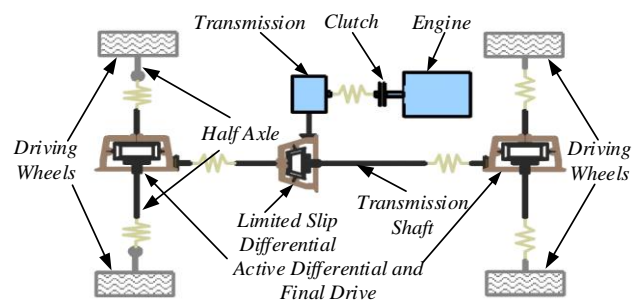 Transmission
Clutch
Engine
Driving
Wheels
Half Axle
Driving
Wheels
Limited Slip
Differential
Transmission
Shaft
Active Differential and
Final Drive